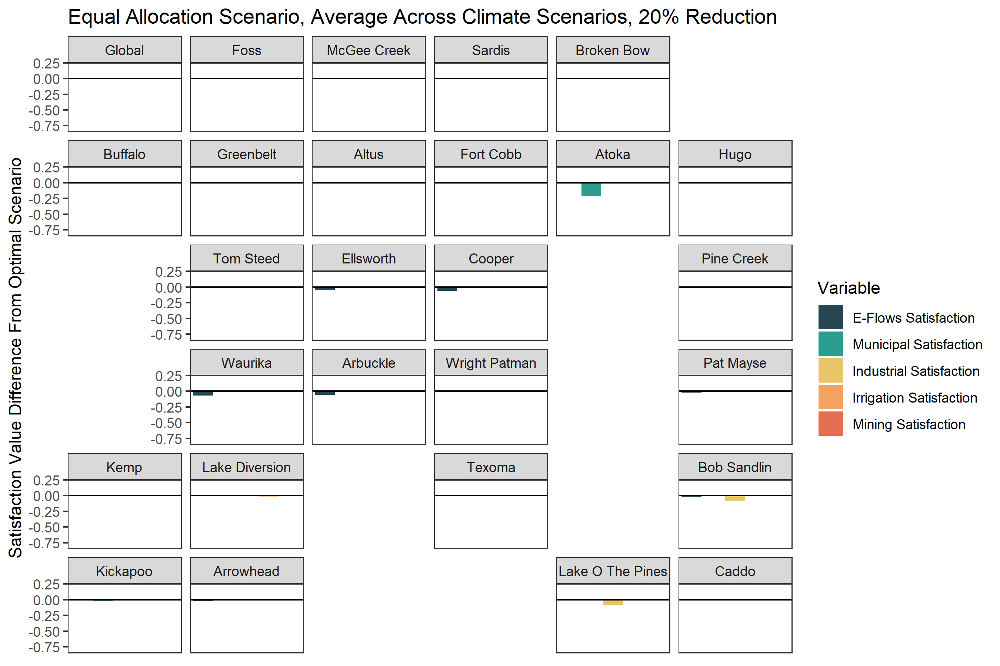 Equal Allocation Scenario, Average Across Climate Scenarios, 20% Reduction
Satisfaction Value Difference From Optimal Scenario
Global Foss McGee Creek Sardis Broken Bow
0.25
0.00
-0.25
-0.50
-0.75
Buffalo Greenbelt Altus Fort Cobb Atoka Hugo
0.25
0.00
-0.25
-0.50
-0.75
Tom Steed Ellsworth Cooper Pine Creek
0.25
0.00
-0.25
-0.50
-0.75
Waurika Arbuckle Wright Patman Pat Mayse
0.25
0.00
-0.25
-0.50
-0.75
Kemp Lake Diversion Texoma Bob Sandlin
0.25
0.00
-0.25
-0.50
-0.75
Kickapoo Arrowhead Lake O The Pines Caddo
0.25
0.00
-0.25
-0.50
-0.75
Variable
E-Flows Satisfaction
Municipal Satisfaction
Industrial Satisfaction
Irrigation Satisfaction
Mining Satisfaction